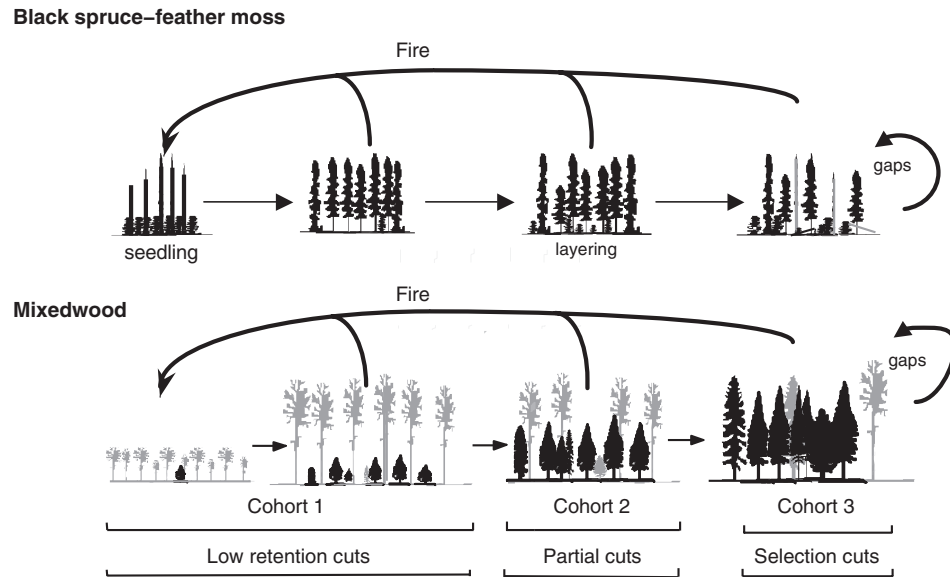 Black spruce–feather moss
Fire
gaps
seedling
layering
Mixedwood
Fire
gaps
Cohort 1
Cohort 2
Cohort 3
Low retention cuts
Partial cuts
Selection cuts